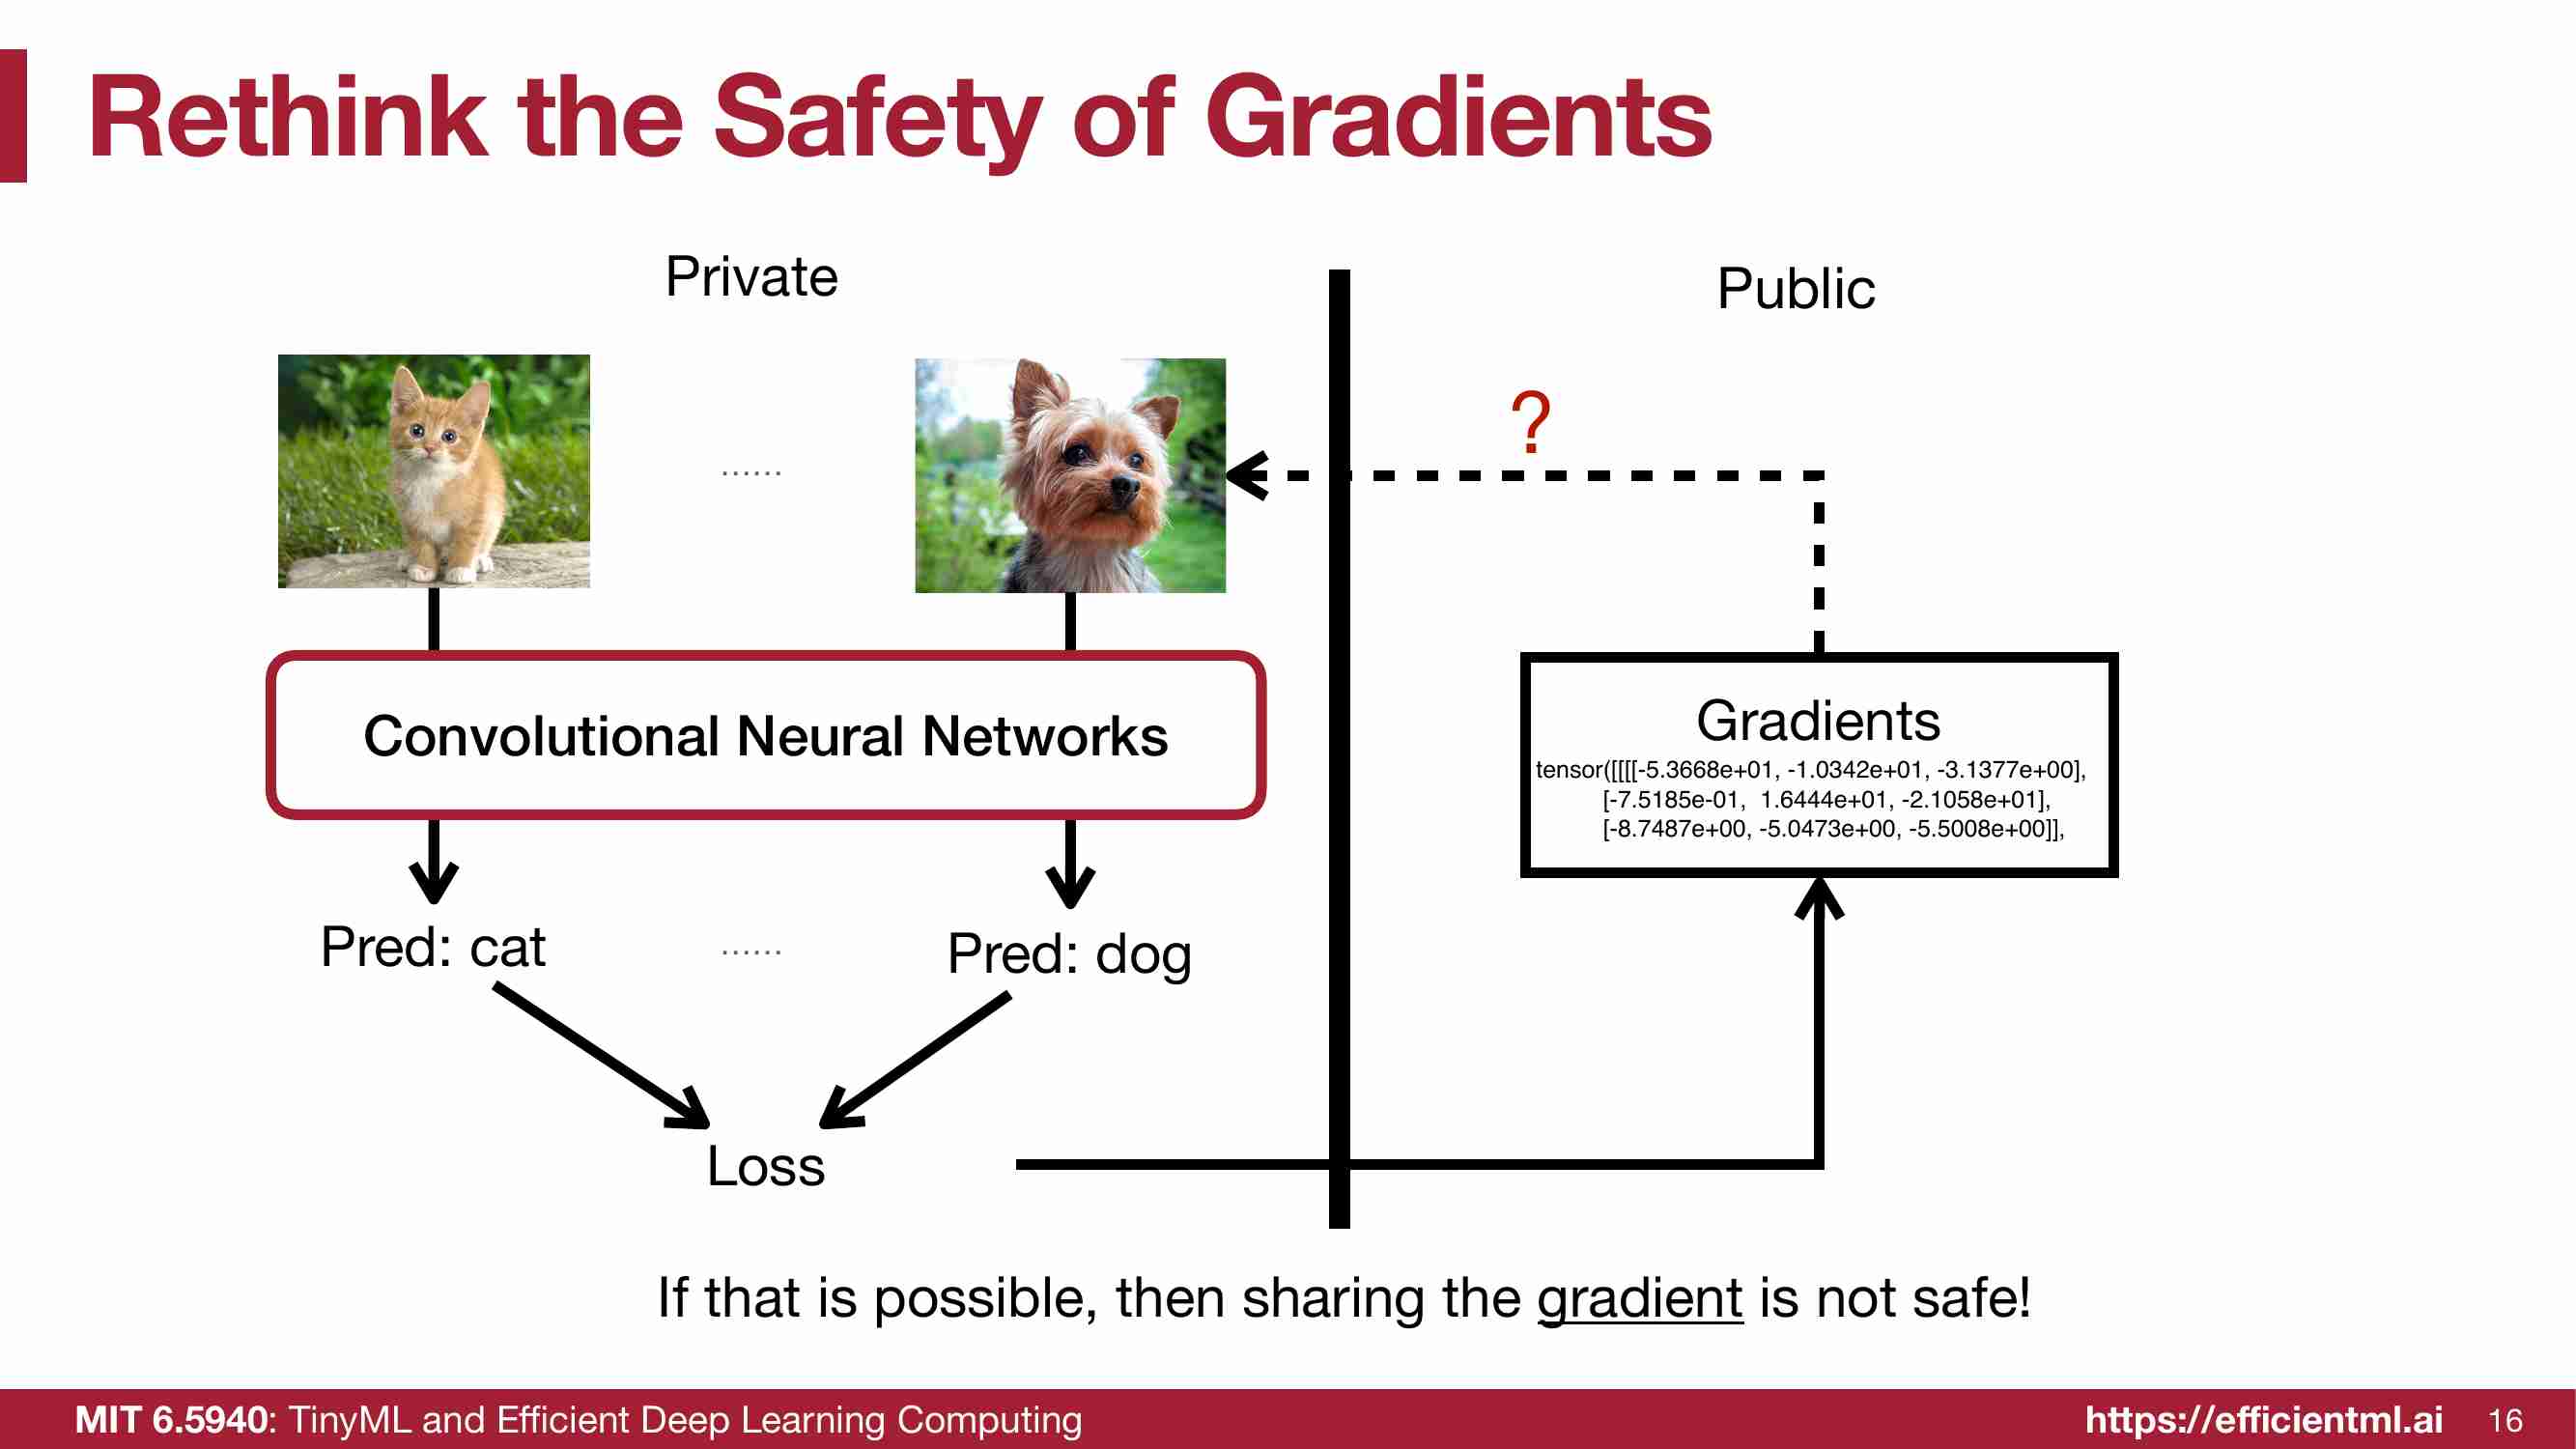 Rethink the Safety of Gradients
Private
Public
?
......
Convolutional Neural Networks
Gradients
tensor([[[[-5.3668e+01, -1.0342e+01, -3.1377e+00],
[-7.5185e-01, 1.6444e+01, -2.1058e+01],
[-8.7487e+00, -5.0473e+00, -5.5008e+00]],
Pred: cat
......
Pred: dog
Loss
If that is possible, then sharing the gradient is not safe!
MIT 6.5940: TinyML and Efficient Deep Learning Computing
https://efficientml.ai
16